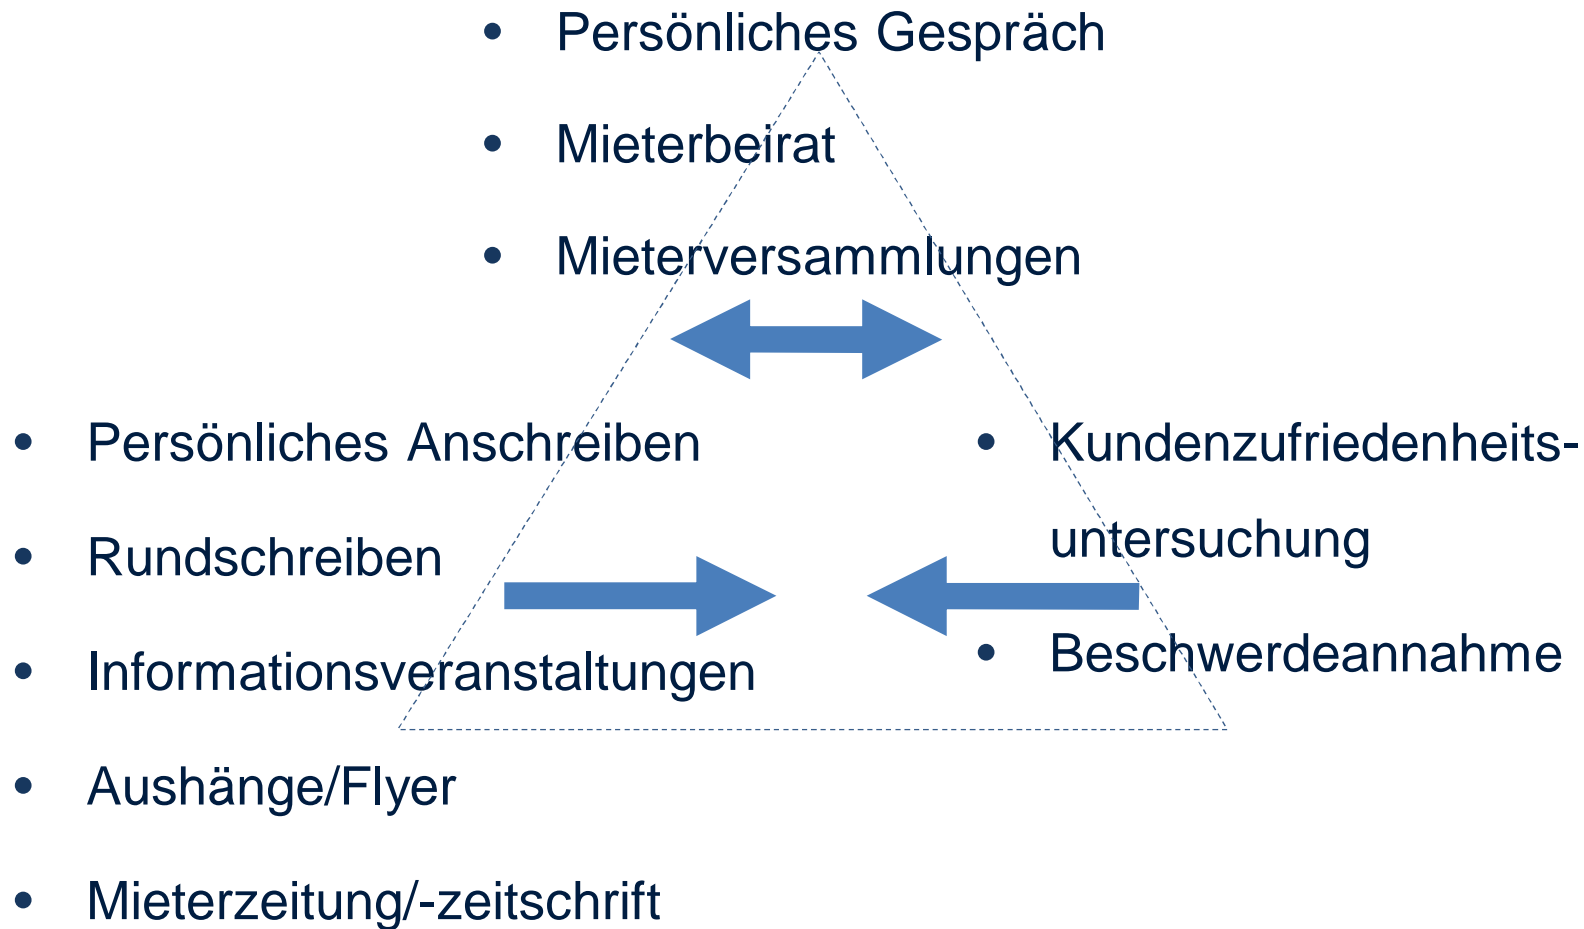 • Persönliches Gespräch
• Mieterbeirat
• Mieterversammlungen
• Persönliches Anschreiben
• Rundschreiben
• Informationsveranstaltungen
• Aushänge/Flyer
• Mieterzeitung/-zeitschrift
• Kundenzufriedenheits-
untersuchung
• Beschwerdeannahme